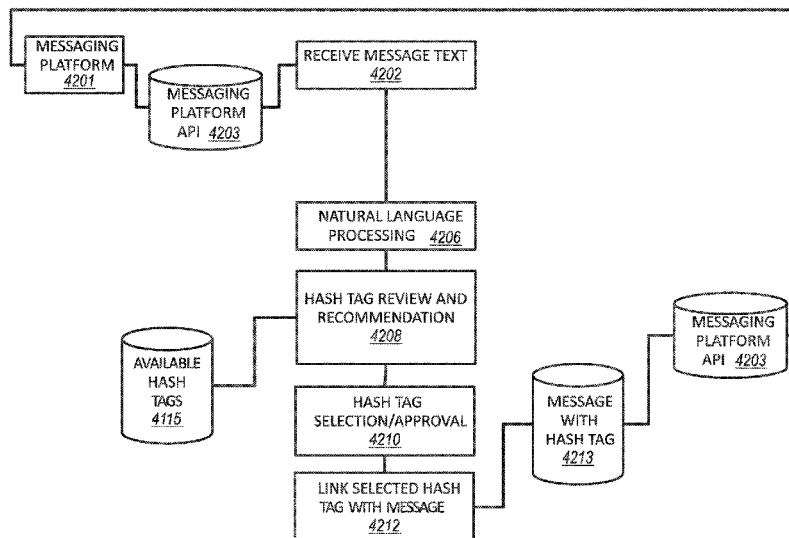 MESSAGING
PLATFORM
4201
MESSAGING
PLATFORM
API 4203
RECEIVE MESSAGE TEXT
4202
NATURAL LANGUAGE
PROCESSING 4206
HASH TAG REVIEW AND
RECOMMENDATION
4208
AVAILABLE
HASH
TAGS
4115
HASH TAG
SELECTION/APPROVAL
4210
LINK SELECTED HASH
TAG WITH MESSAGE
4212
MESSAGE
WITH
HASH TAG
4213
MESSAGING
PLATFORM
API 4203